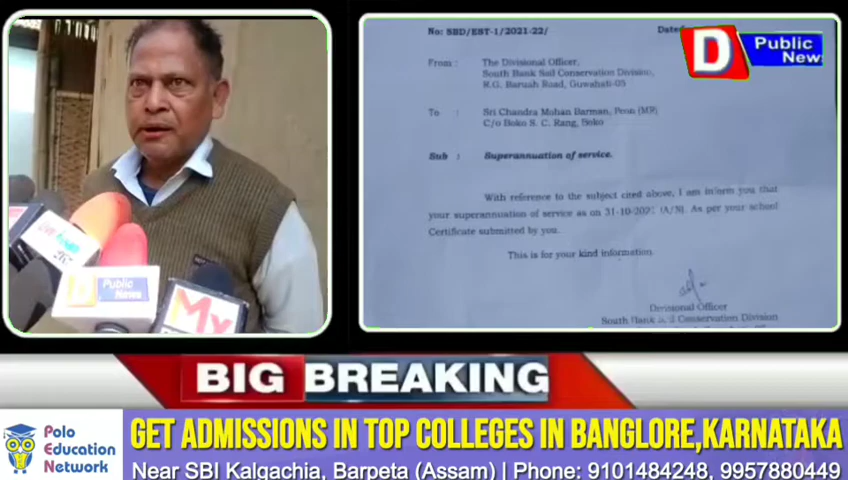 No: SBD/EST-1/2021-22/
From : The Divisional Officer,
South Bank Soil Conservation Division,
R.G. Baruah Road, Guwahati-05
To : Sri Chandra Mohan Barman, Peon (MR)
C/o Boko S. C. Rang, Boko
Sub : Superannuation of service.
With reference to the subject cited above, I am inform you that
your superannuation of service as on 31-10-2021 (A/N). As per your school
Certificate submitted by you.
This is for your kind information.
Divisional Officer
South Bank Soil Conservation Division
D Public
News
Public
News
My
BIG BREAKING
Polo
Education
Network
GET ADMISSIONS IN TOP COLLEGES IN BANGLORE,KARNATAKA
Near SBI Kalgachia, Barpeta (Assam) | Phone: 9101484248, 9957880449